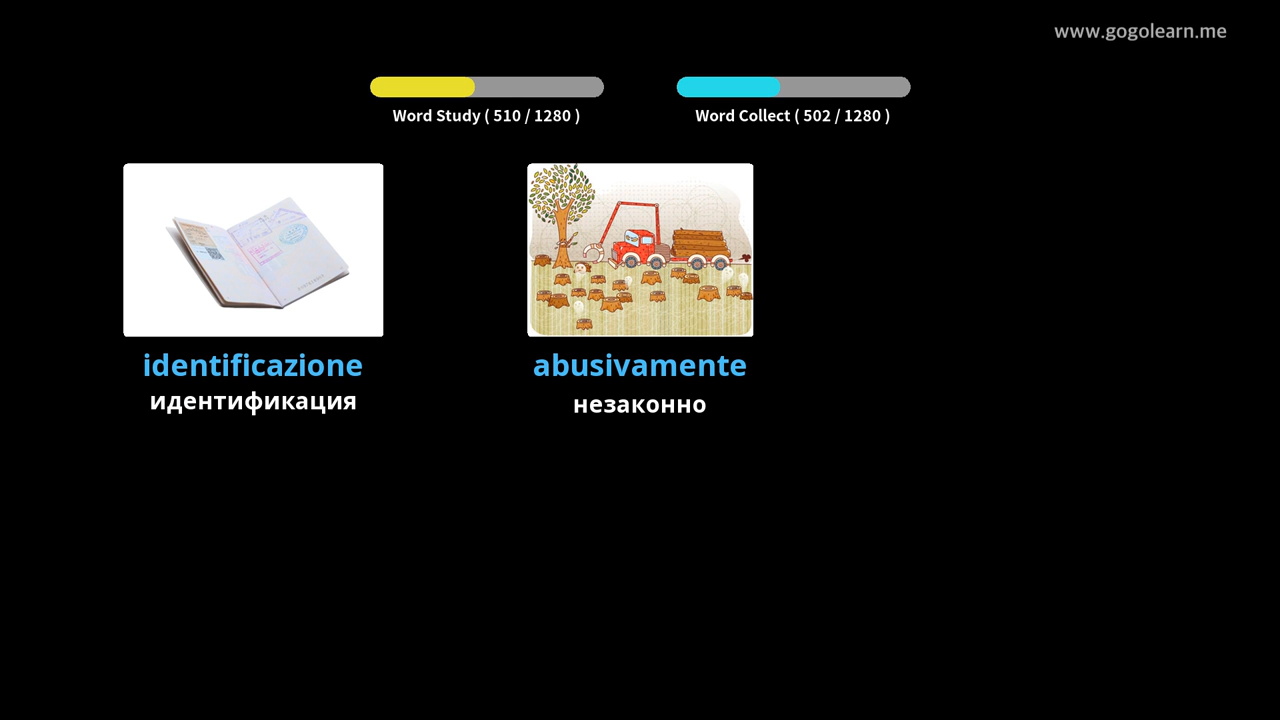 www.gogolearn.me
Word Study ( 510 / 1280 )
Word Collect ( 502 / 1280 )
identificazione
идентификация
abusivamente
незаконно